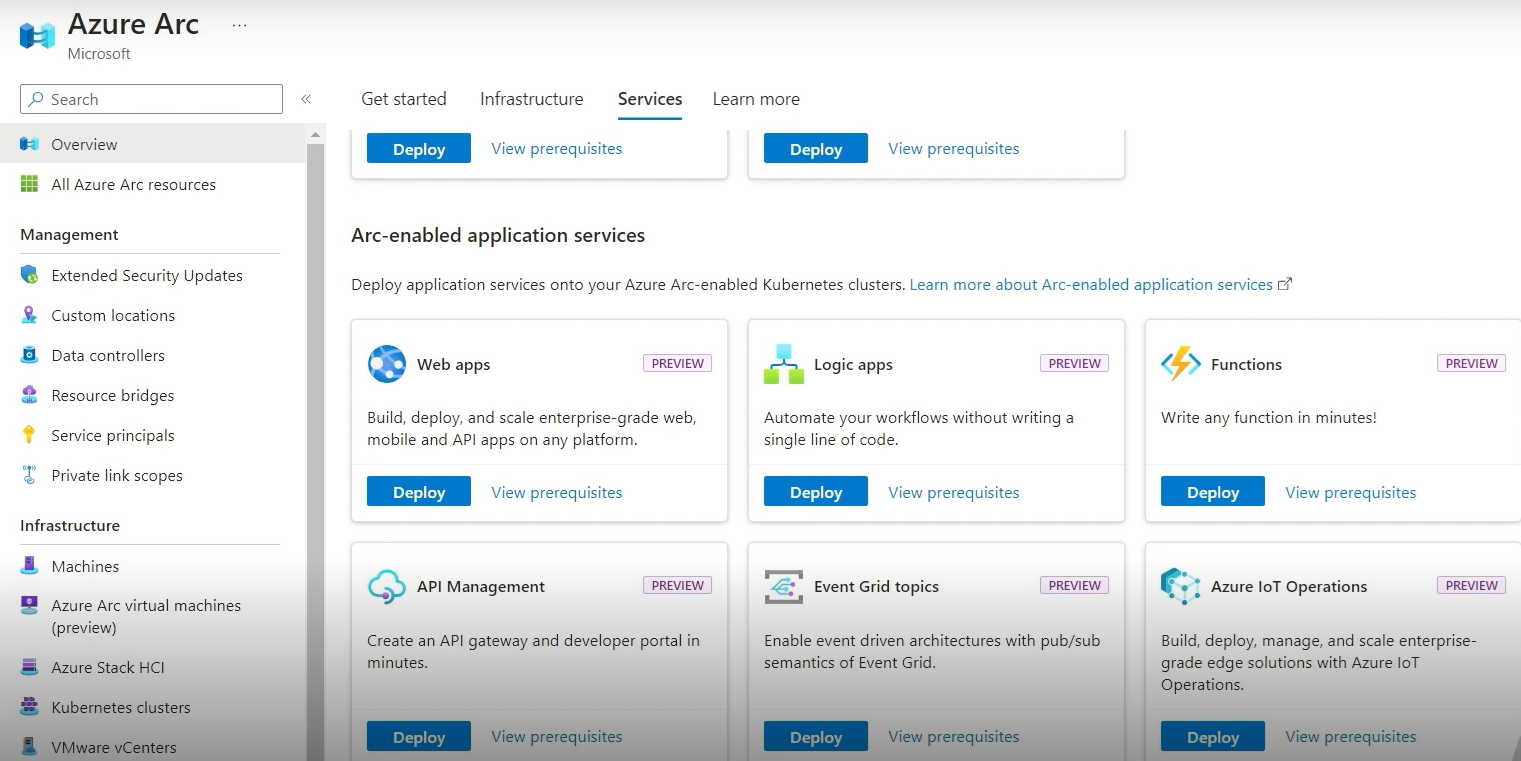 Azure Arc
...
Microsoft
Search
«
Overview
All Azure Arc resources
Management
Extended Security Updates
Custom locations
Data controllers
Resource bridges
Service principals
Private link scopes
Infrastructure
Machines
Azure Arc virtual machines
(preview)
Azure Stack HCI
Kubernetes clusters
VMware vCenters
Get started Infrastructure Services Learn more
Deploy View prerequisites
Deploy View prerequisites
Arc-enabled application services
Deploy application services onto your Azure Arc-enabled Kubernetes clusters. Learn more about Arc-enabled application services
Web apps PREVIEW
Build, deploy, and scale enterprise-grade web,
mobile and API apps on any platform.
Deploy View prerequisites
Logic apps PREVIEW
Automate your workflows without writing a
single line of code.
Deploy View prerequisites
Functions PREVIEW
Write any function in minutes!
Deploy View prerequisites
API Management PREVIEW
Create an API gateway and developer portal in
minutes.
Deploy View prerequisites
Event Grid topics PREVIEW
Enable event driven architectures with pub/sub
semantics of Event Grid.
Deploy View prerequisites
Azure IoT Operations PREVIEW
Build, deploy, manage, and scale enterprise-
grade edge solutions with Azure IoT
Operations.
Deploy View prerequisites